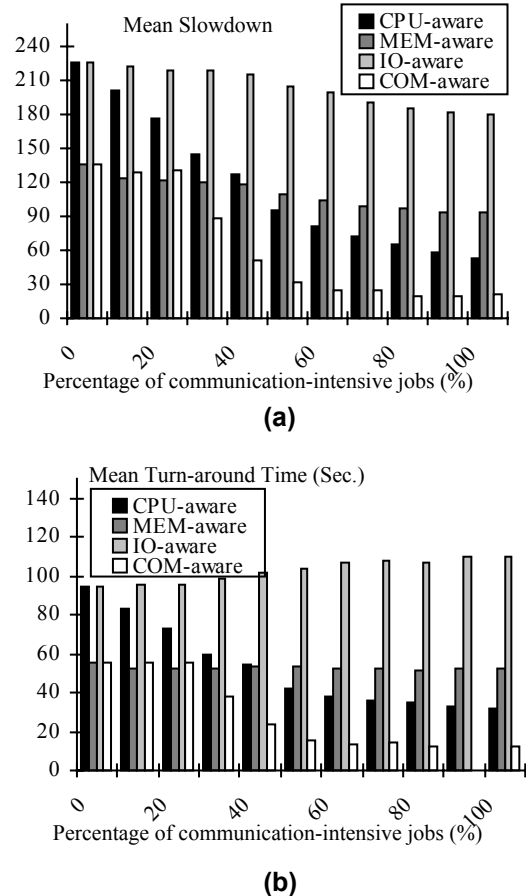 Mean Slowdown
CPU-aware
MEM-aware
IO-aware
COM-aware
240
210
180
150
120
90
60
30
0
0
20
40
60
80
100
Percentage of communication-intensive jobs (%)
(a)
Mean Turn-around Time (Sec.)
CPU-aware
MEM-aware
IO-aware
COM-aware
140
120
100
80
60
40
20
0
0
20
40
60
80
100
Percentage of communication-intensive jobs (%)
(b)